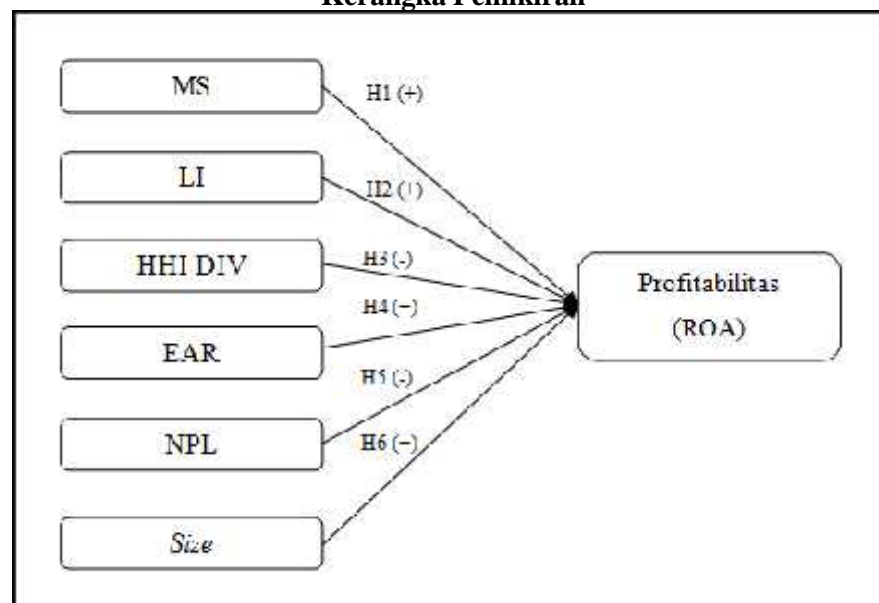 Kerangka Pemikiran
MS
H1 (+)
LI
H2 (+)
HHI DIV
H3 (-)
H4 (+)
EAR
H5 (-)
NPL
H6 (+)
Size
Profitabilitas
(ROA)